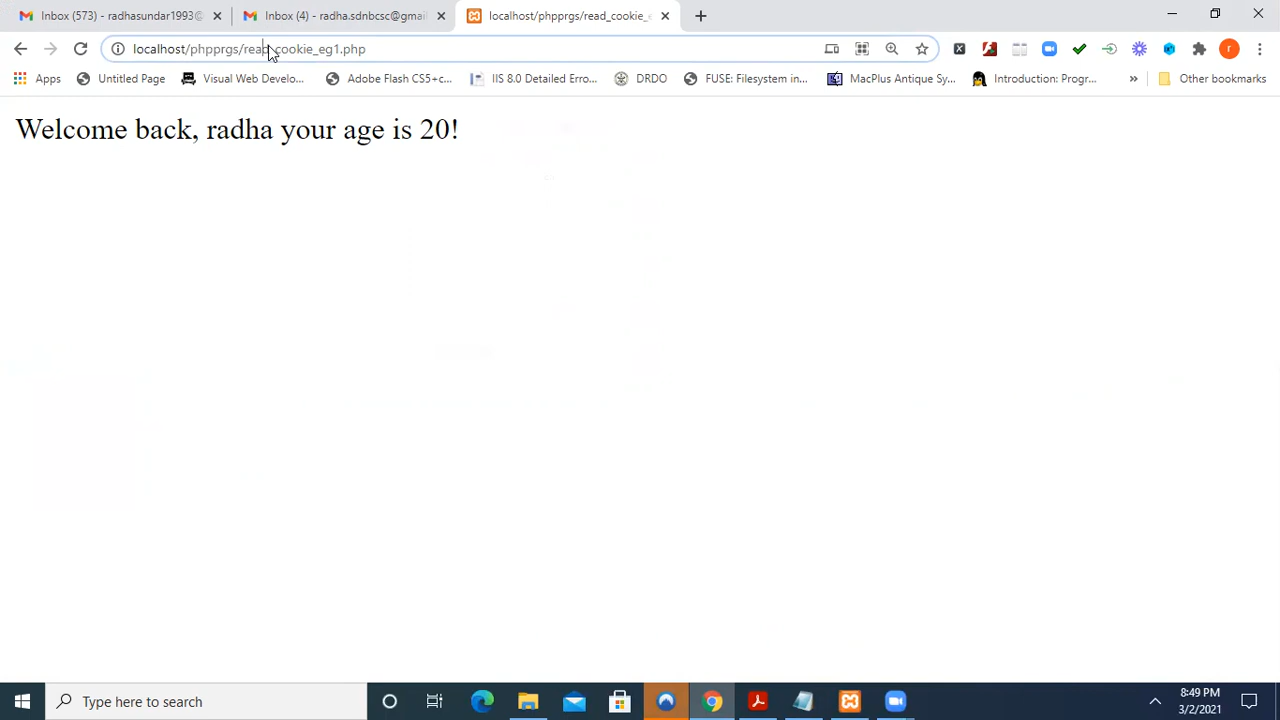 Inbox (573) - radhasundar1993@
Inbox (4) - radha.sdnbcsc@gmai
localhost/phpprgs/read_cookie_e
localhost/phpprgs/read_cookie_eg1.php
r
Apps
Untitled Page
Visual Web Develo...
Adobe Flash CS5+c...
IIS 8.0 Detailed Erro...
DRDO
FUSE: Filesystem in...
MacPlus Antique Sy...
Introduction: Progr...
»
Other bookmarks
Welcome back, radha your age is 20!
Type here to search
8:49 PM
3/2/2021